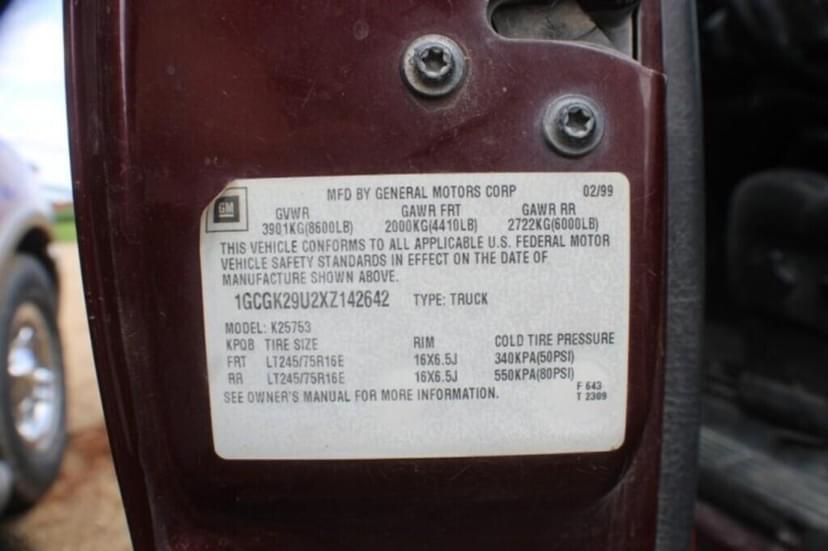 MFD BY GENERAL MOTORS CORP 02/99
GM
GVWR GAWR FRT GAWR RR
3901KG(8600LB) 2000KG(4410LB) 2722KG(6000LB)
THIS VEHICLE CONFORMS TO ALL APPLICABLE U.S. FEDERAL MOTOR
VEHICLE SAFETY STANDARDS IN EFFECT ON THE DATE OF
MANUFACTURE SHOWN ABOVE.
1GCGK29U2XZ142642 TYPE: TRUCK
MODEL: K25753
KPQB TIRE SIZE RIM COLD TIRE PRESSURE
FRT LT245/75R16E 16X6.5J 340KPA(50PSI)
RR LT245/75R16E 16X6.5J 550KPA(80PSI)
SEE OWNER'S MANUAL FOR MORE INFORMATION.
F 643
T 2309